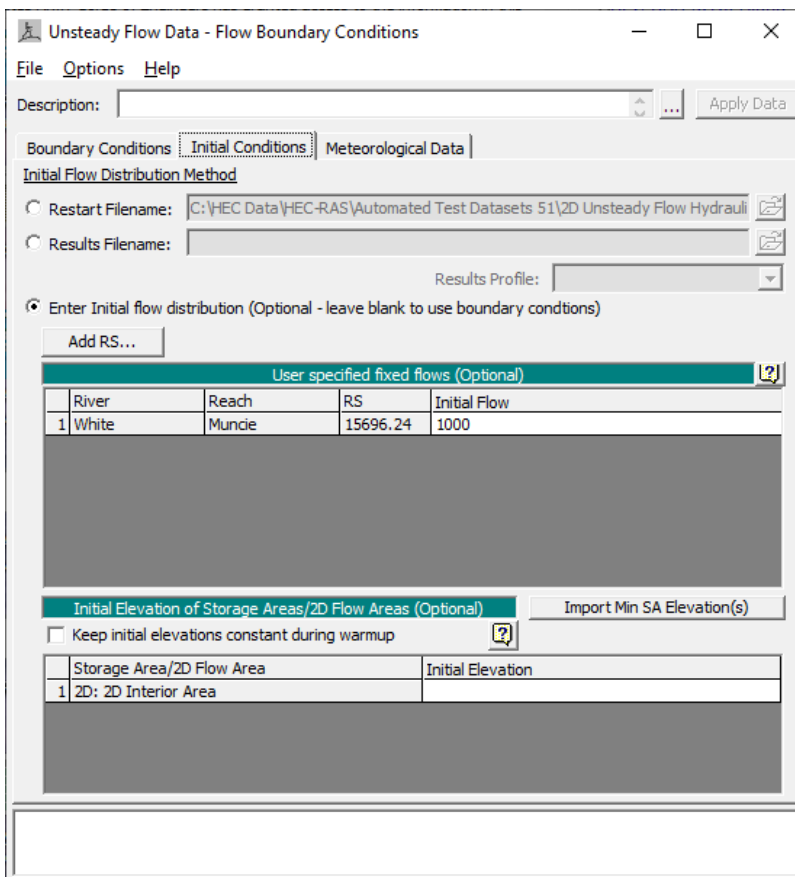 Unsteady Flow Data - Flow Boundary Conditions
File Options Help
Description: ... Apply Data
Boundary Conditions Initial Conditions Meteorological Data
Initial Flow Distribution Method
Restart Filename: C:\HEC Data\HEC-RAS\Automated Test Datasets 51\2D Unsteady Flow Hydrauli
Results Filename:
Results Profile:
Enter Initial flow distribution (Optional - leave blank to use boundary condtions)
Add RS...
User specified fixed flows (Optional) ?
River Reach RS Initial Flow
1 White Muncie 15696.24 1000
Initial Elevation of Storage Areas/2D Flow Areas (Optional) Import Min SA Elevation(s)
Keep initial elevations constant during warmup ?
Storage Area/2D Flow Area Initial Elevation
1 2D: 2D Interior Area